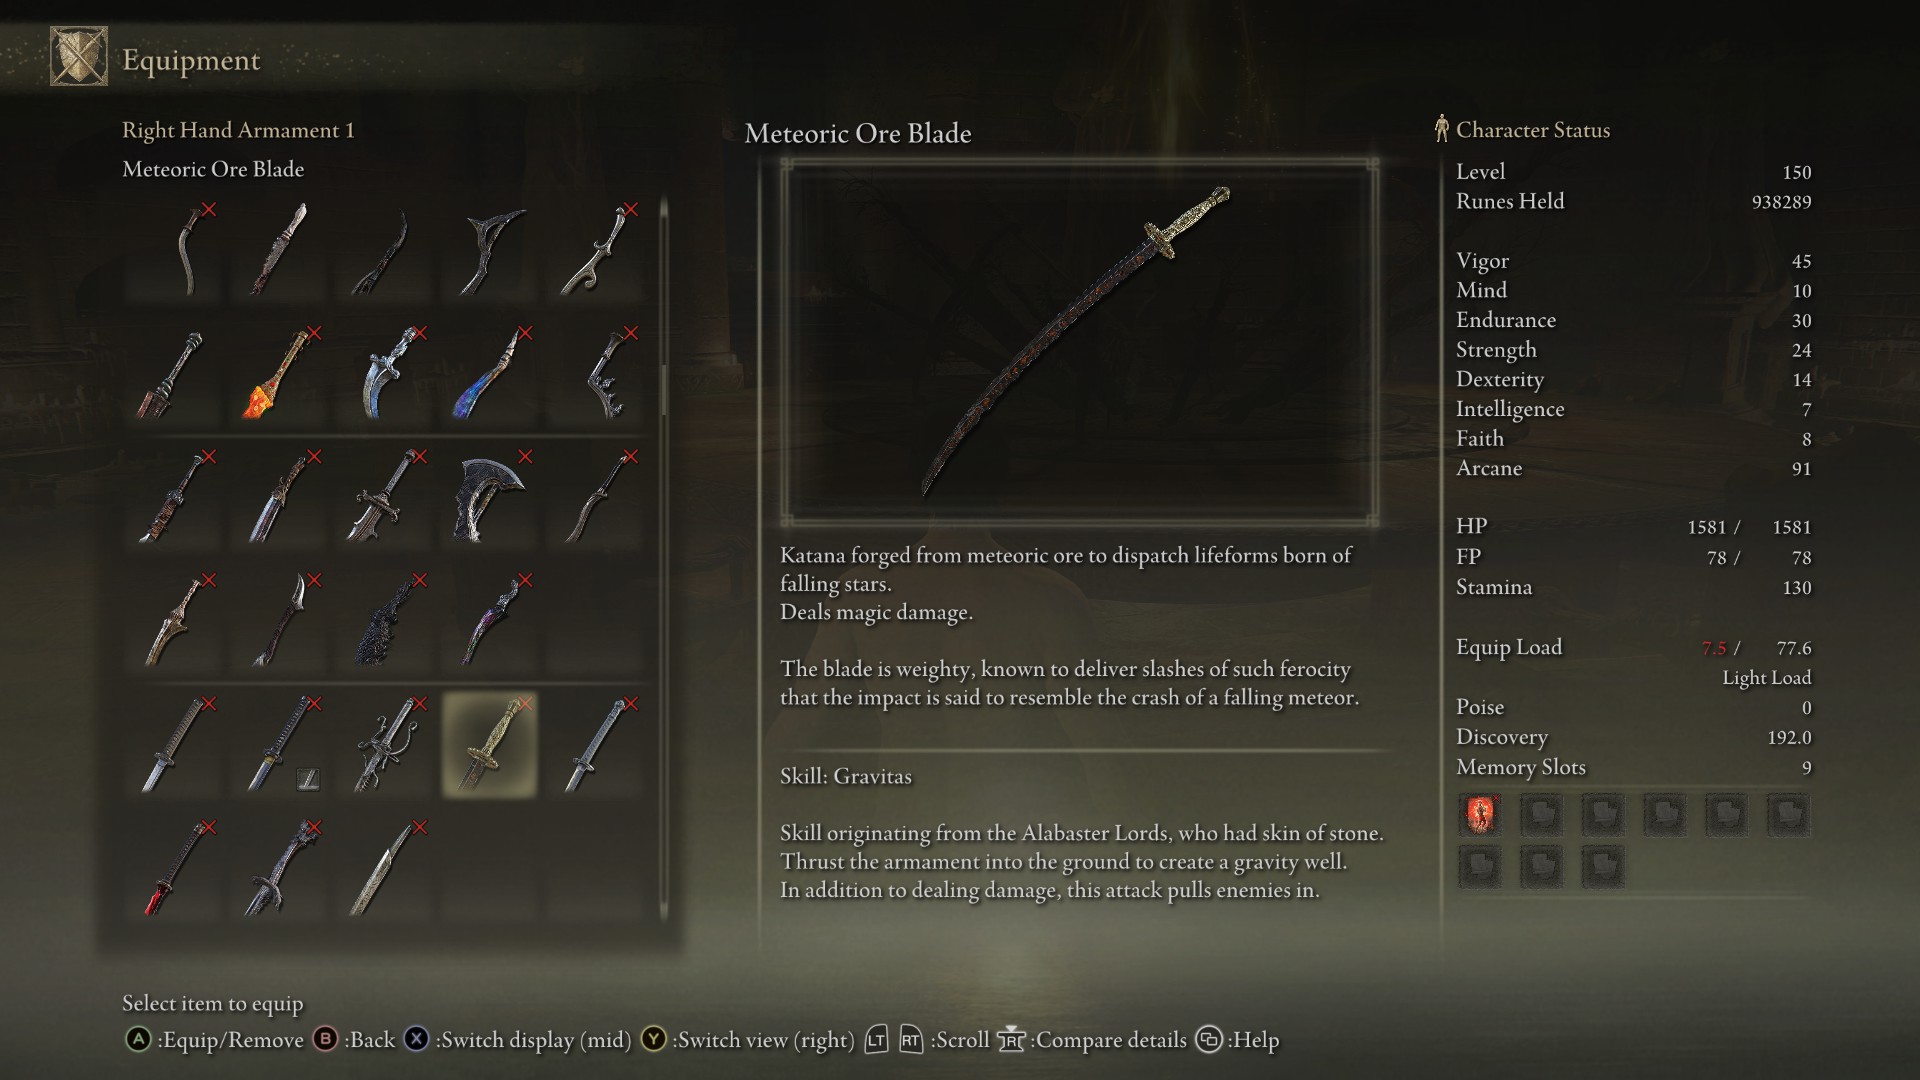 Equipment
Right Hand Armament 1
Meteoric Ore Blade
Meteoric Ore Blade
Katana forged from meteoric ore to dispatch lifeforms born of
falling stars.
Deals magic damage.
The blade is weighty, known to deliver slashes of such ferocity
that the impact is said to resemble the crash of a falling meteor.
Skill: Gravitas
Skill originating from the Alabaster Lords, who had skin of stone.
Thrust the armament into the ground to create a gravity well.
In addition to dealing damage, this attack pulls enemies in.
Character Status
Level 150
Runes Held 938289
Vigor 45
Mind 10
Endurance 30
Strength 24
Dexterity 14
Intelligence 7
Faith 8
Arcane 91
HP 1581 / 1581
FP 78 / 78
Stamina 130
Equip Load 7.5 / 77.6
Light Load
Poise 0
Discovery 192.0
Memory Slots 9
Select item to equip
A :Equip/Remove B :Back X :Switch display (mid) Y :Switch view (right) LT RT :Scroll R :Compare details :Help